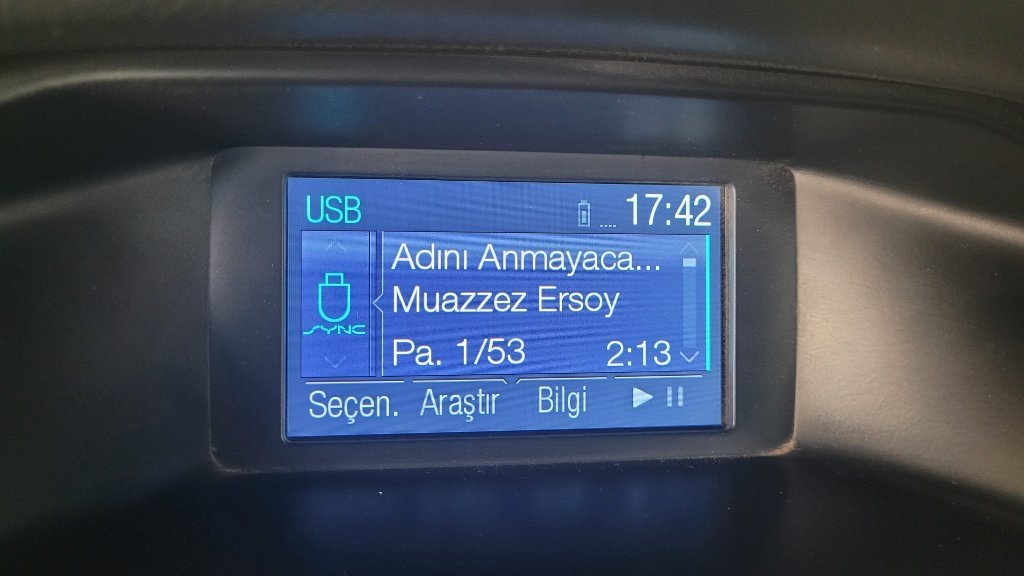 USB 17:42
Adını Anmayaca...
Muazzez Ersoy
SYNC
Pa. 1/53 2:13
Seçen. Araştır Bilgi